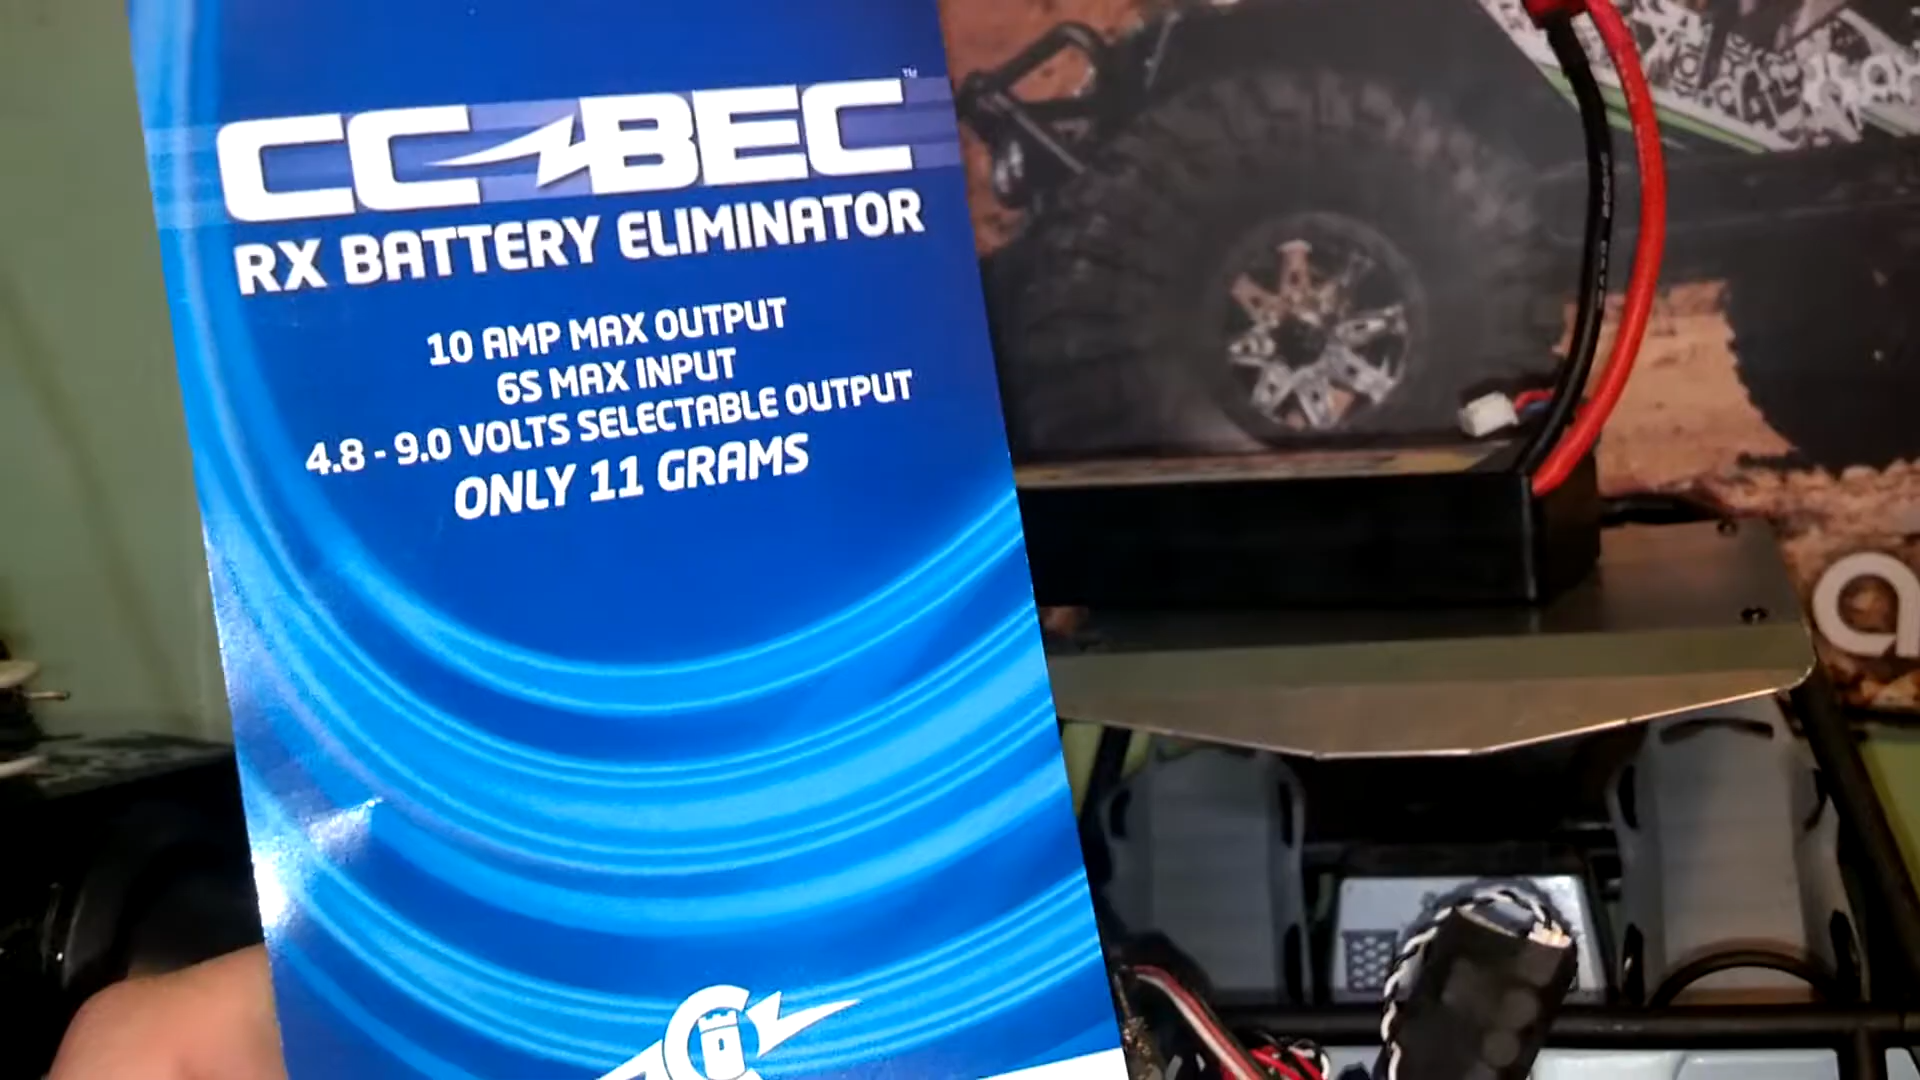 CC BEC™
RX BATTERY ELIMINATOR
10 AMP MAX OUTPUT
6S MAX INPUT
4.8 - 9.0 VOLTS SELECTABLE OUTPUT
ONLY 11 GRAMS
a